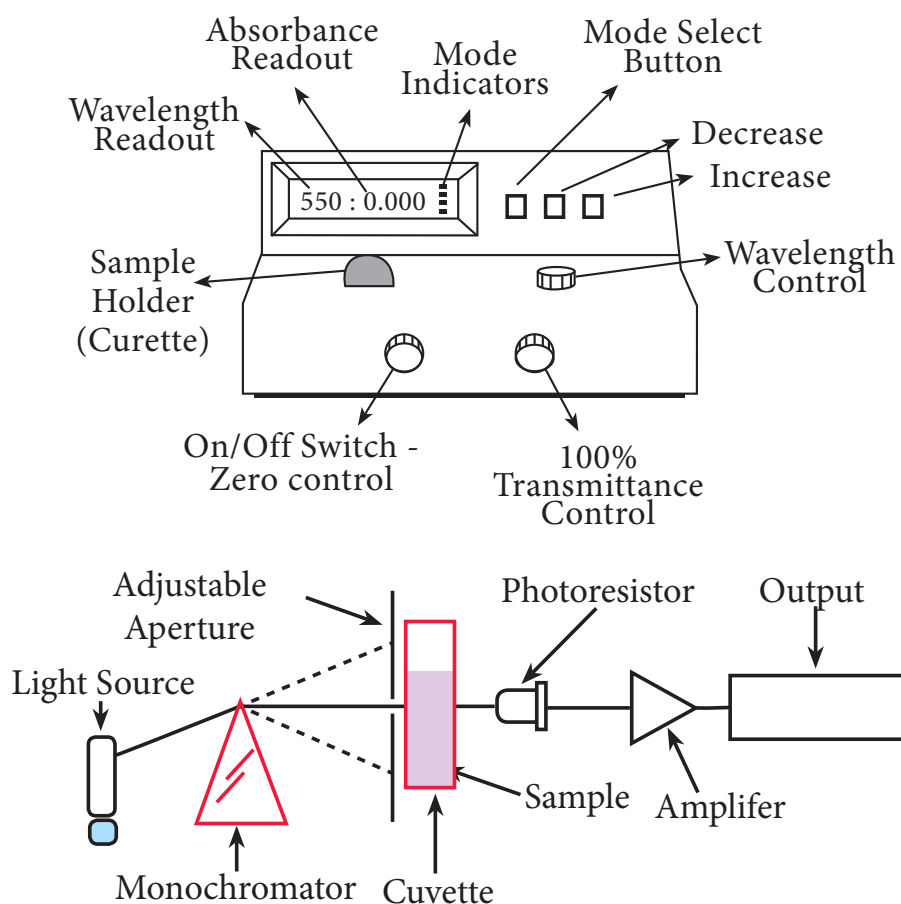 Absorbance
Readout
Mode
Indicators
Mode Select
Button
Wavelength
Readout
Decrease
Increase
550 : 0.000
Sample
Holder
(Curette)
Wavelength
Control
On/Off Switch -
Zero control
100%
Transmittance
Control
Adjustable
Aperture
Photoresistor
Output
Light Source
Sample
Amplifer
Monochromator
Cuvette